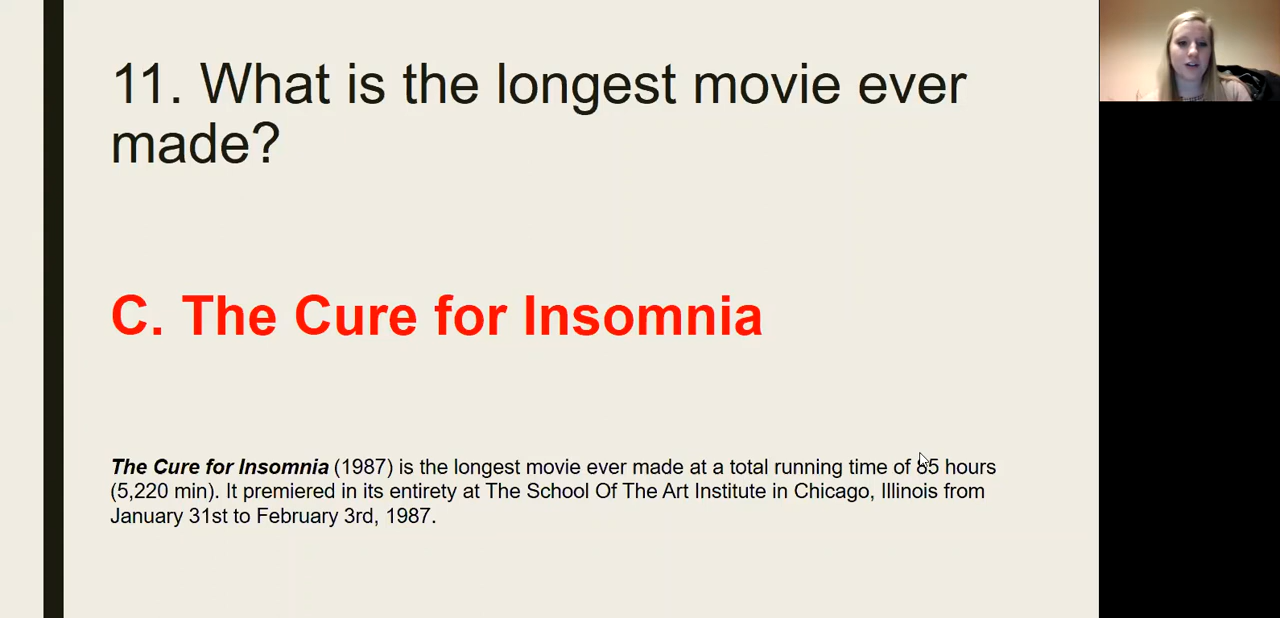 11. What is the longest movie ever
made?
C. The Cure for Insomnia
The Cure for Insomnia (1987) is the longest movie ever made at a total running time of 85 hours
(5,220 min). It premiered in its entirety at The School Of The Art Institute in Chicago, Illinois from
January 31st to February 3rd, 1987.